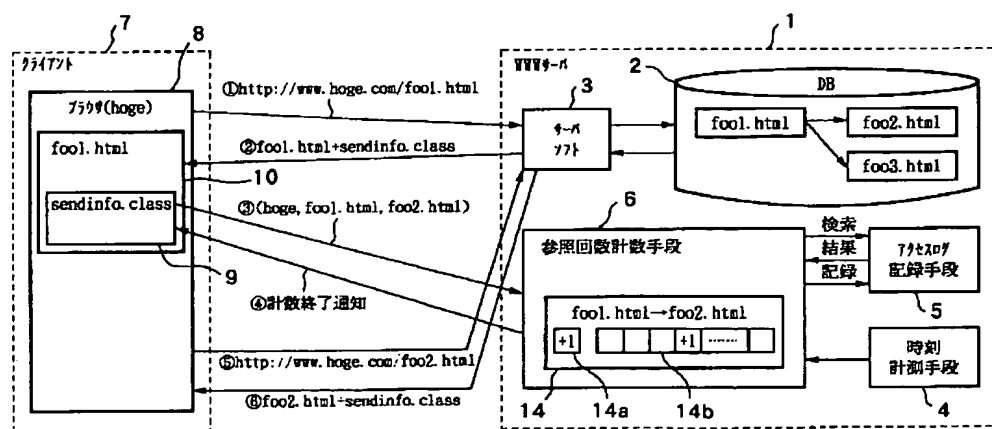 7
クライアント
8
ブラウザ(hoge)
foo1.html
10
sendinfo.class
9
①http://www.hoge.com/foo1.html
②foo1.html+sendinfo.class
③(hoge,foo1.html,foo2.html)
④計数終了通知
⑤http://www.hoge.com/foo2.html
⑥foo2.html+sendinfo.class
1
WWWサーバ
3
サーバ
ソフト
2
DB
foo1.html
foo2.html
foo3.html
6
参照回数計数手段
foo1.html→foo2.html
+1
+1
……
14
14a
14b
検索
結果
記録
アクセスログ
記録手段
5
時刻
計測手段
4